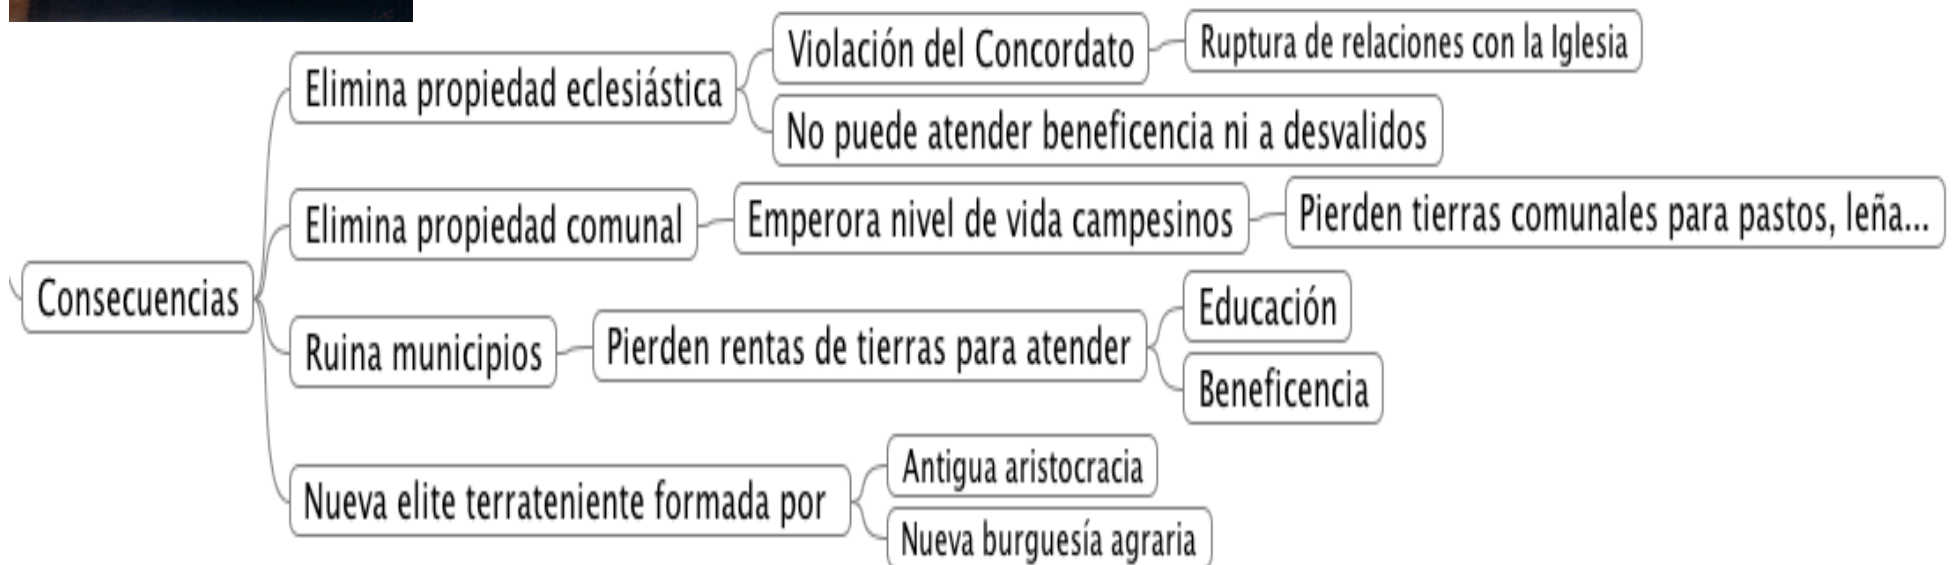 Consecuencias
Elimina propiedad eclesiástica
Violación del Concordato
Ruptura de relaciones con la Iglesia
No puede atender beneficencia ni a desvalidos
Elimina propiedad comunal
Emperora nivel de vida campesinos
Pierden tierras comunales para pastos, leña...
Ruina municipios
Pierden rentas de tierras para atender
Educación
Beneficencia
Nueva elite terrateniente formada por
Antigua aristocracia
Nueva burguesía agraria